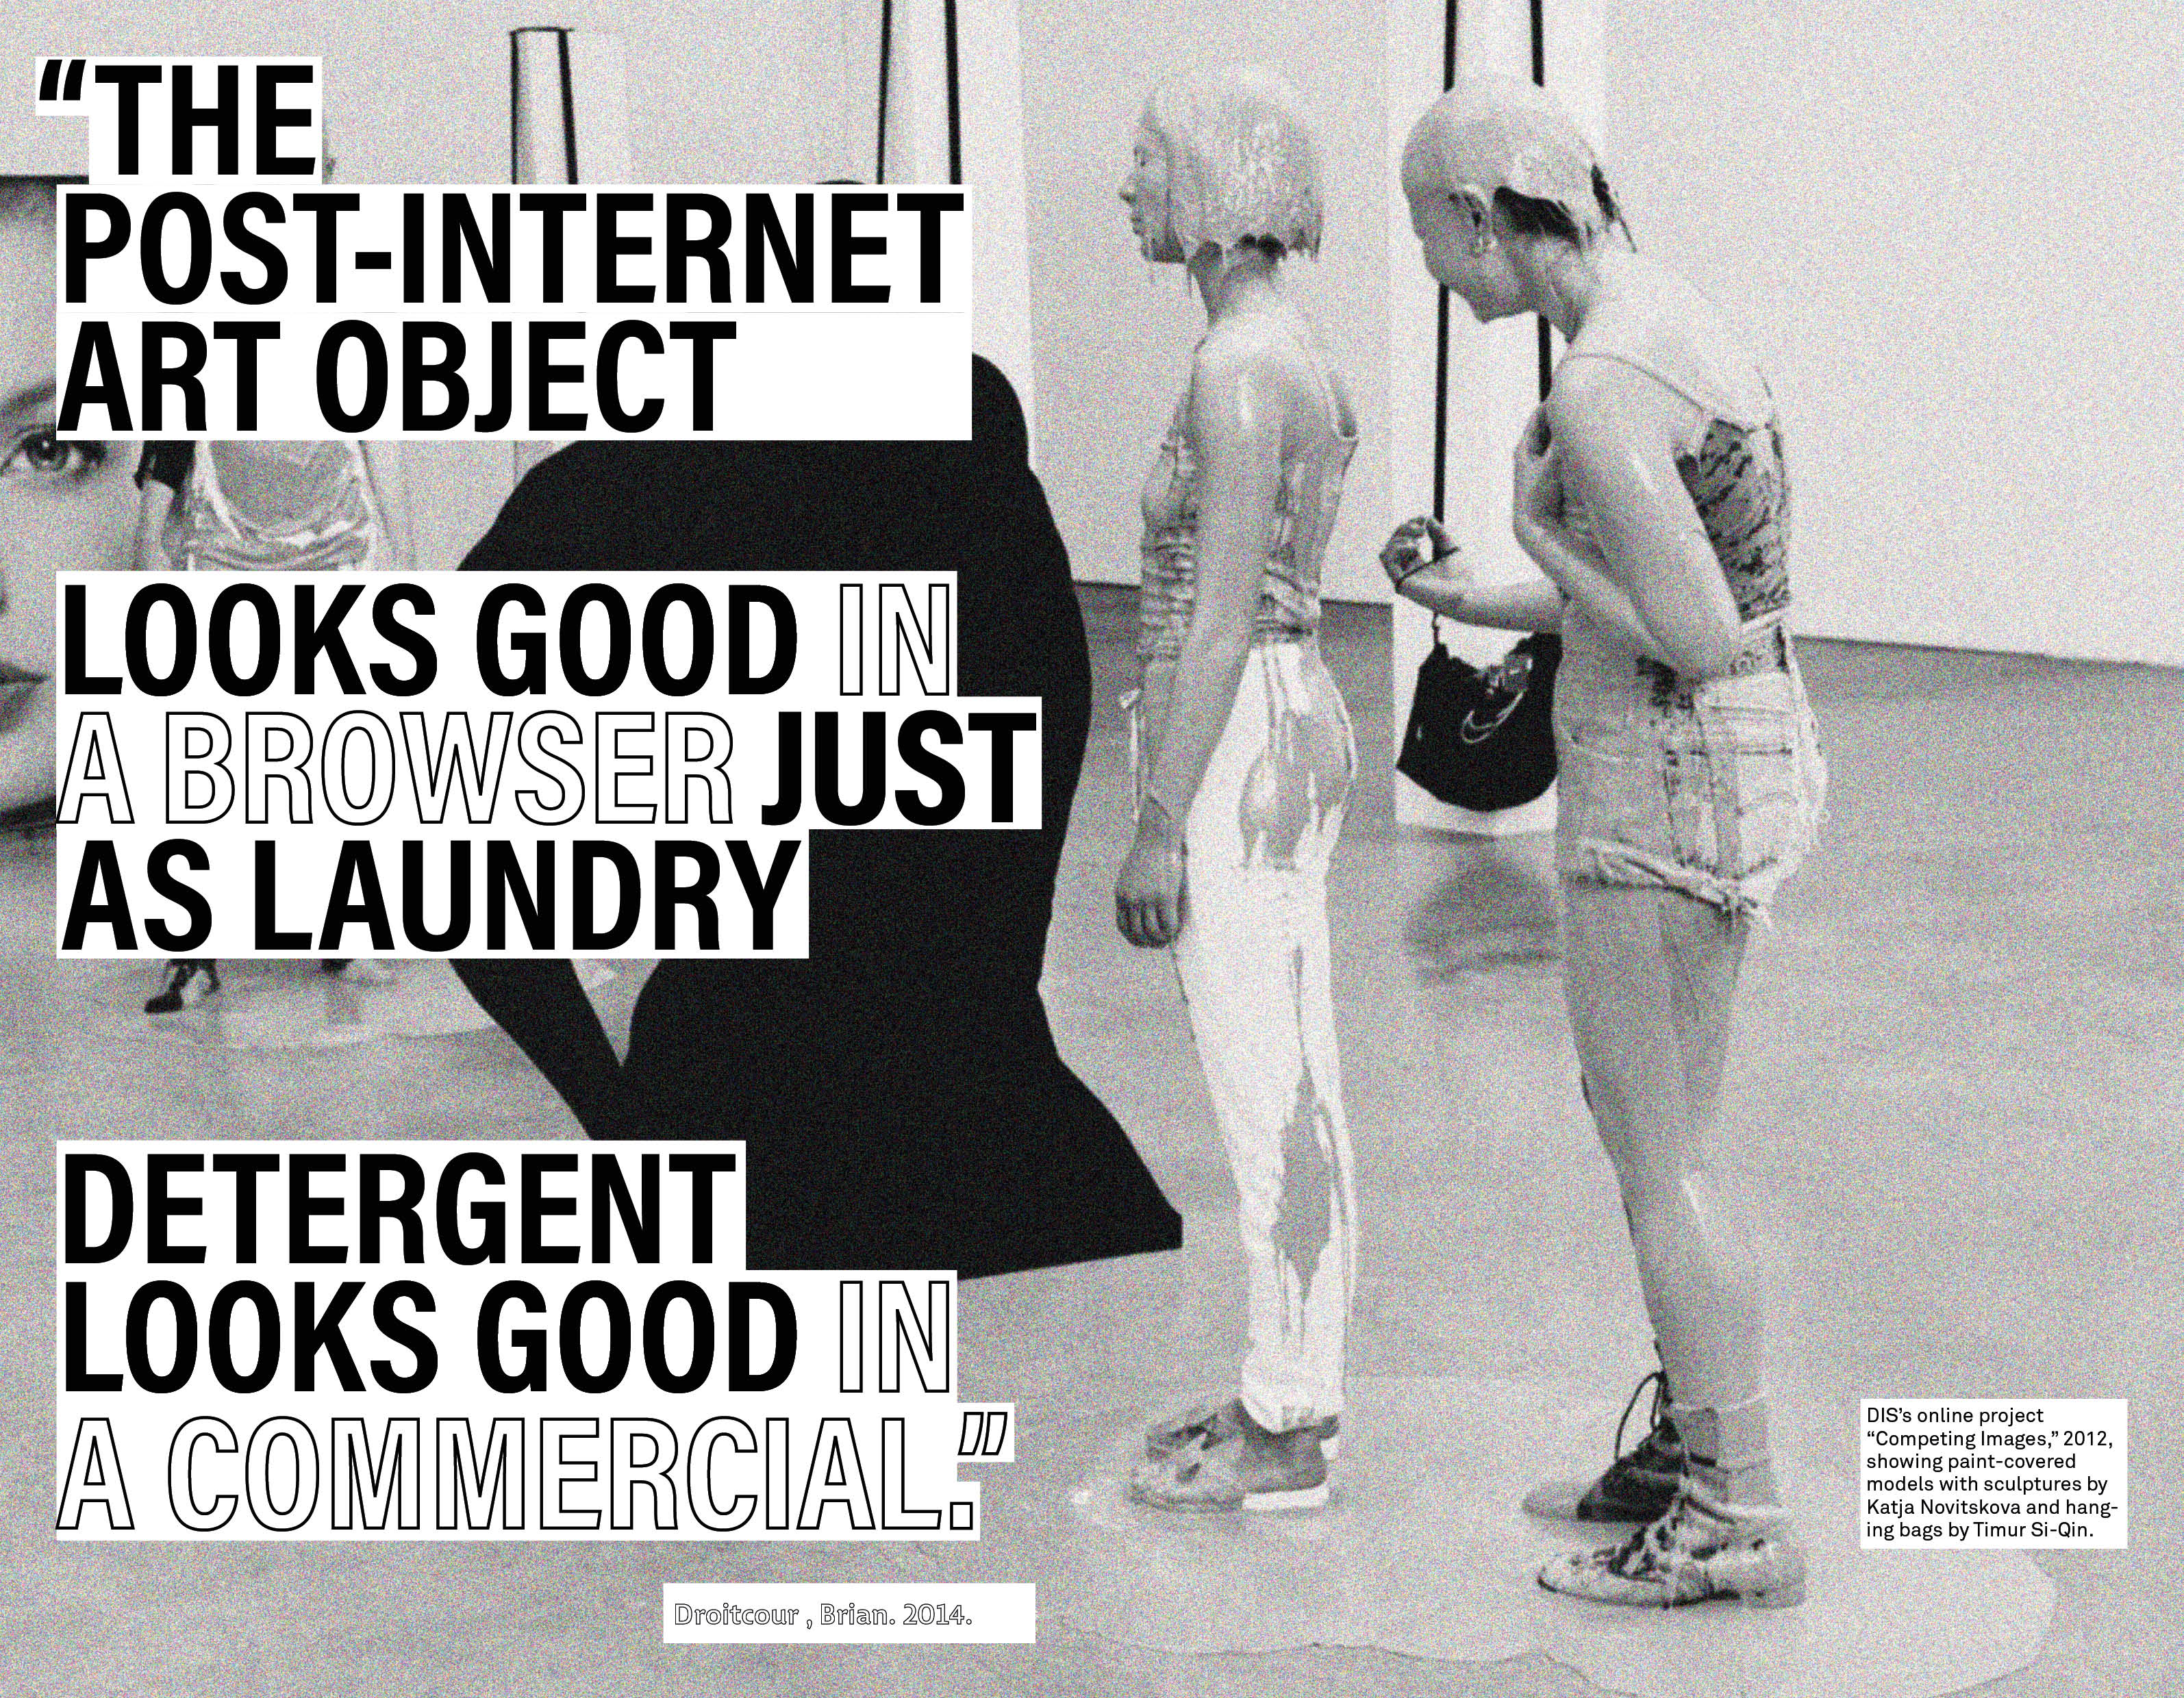 “THE
POST-INTERNET
ART OBJECT
LOOKS GOOD IN
A BROWSER JUST
AS LAUNDRY
DETERGENT
LOOKS GOOD IN
A COMMERCIAL.”
Droitcour , Brian. 2014.
DIS’s online project
“Competing Images,” 2012,
showing paint-covered
models with sculptures by
Katja Novitskova and hang-
ing bags by Timur Si-Qin.